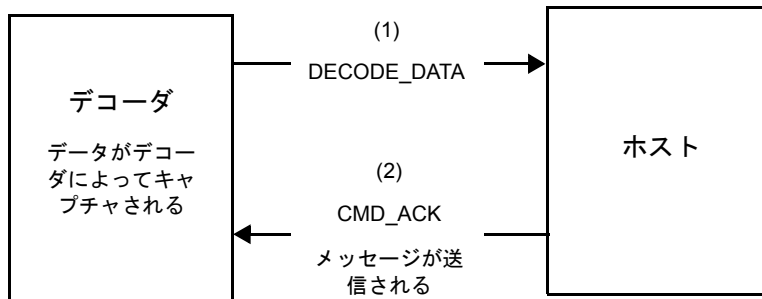 デコーダ
データがデコー
ダによってキャ
プチャされる
(1)
DECODE_DATA
(2)
CMD_ACK
メッセージが送
信される
ホスト